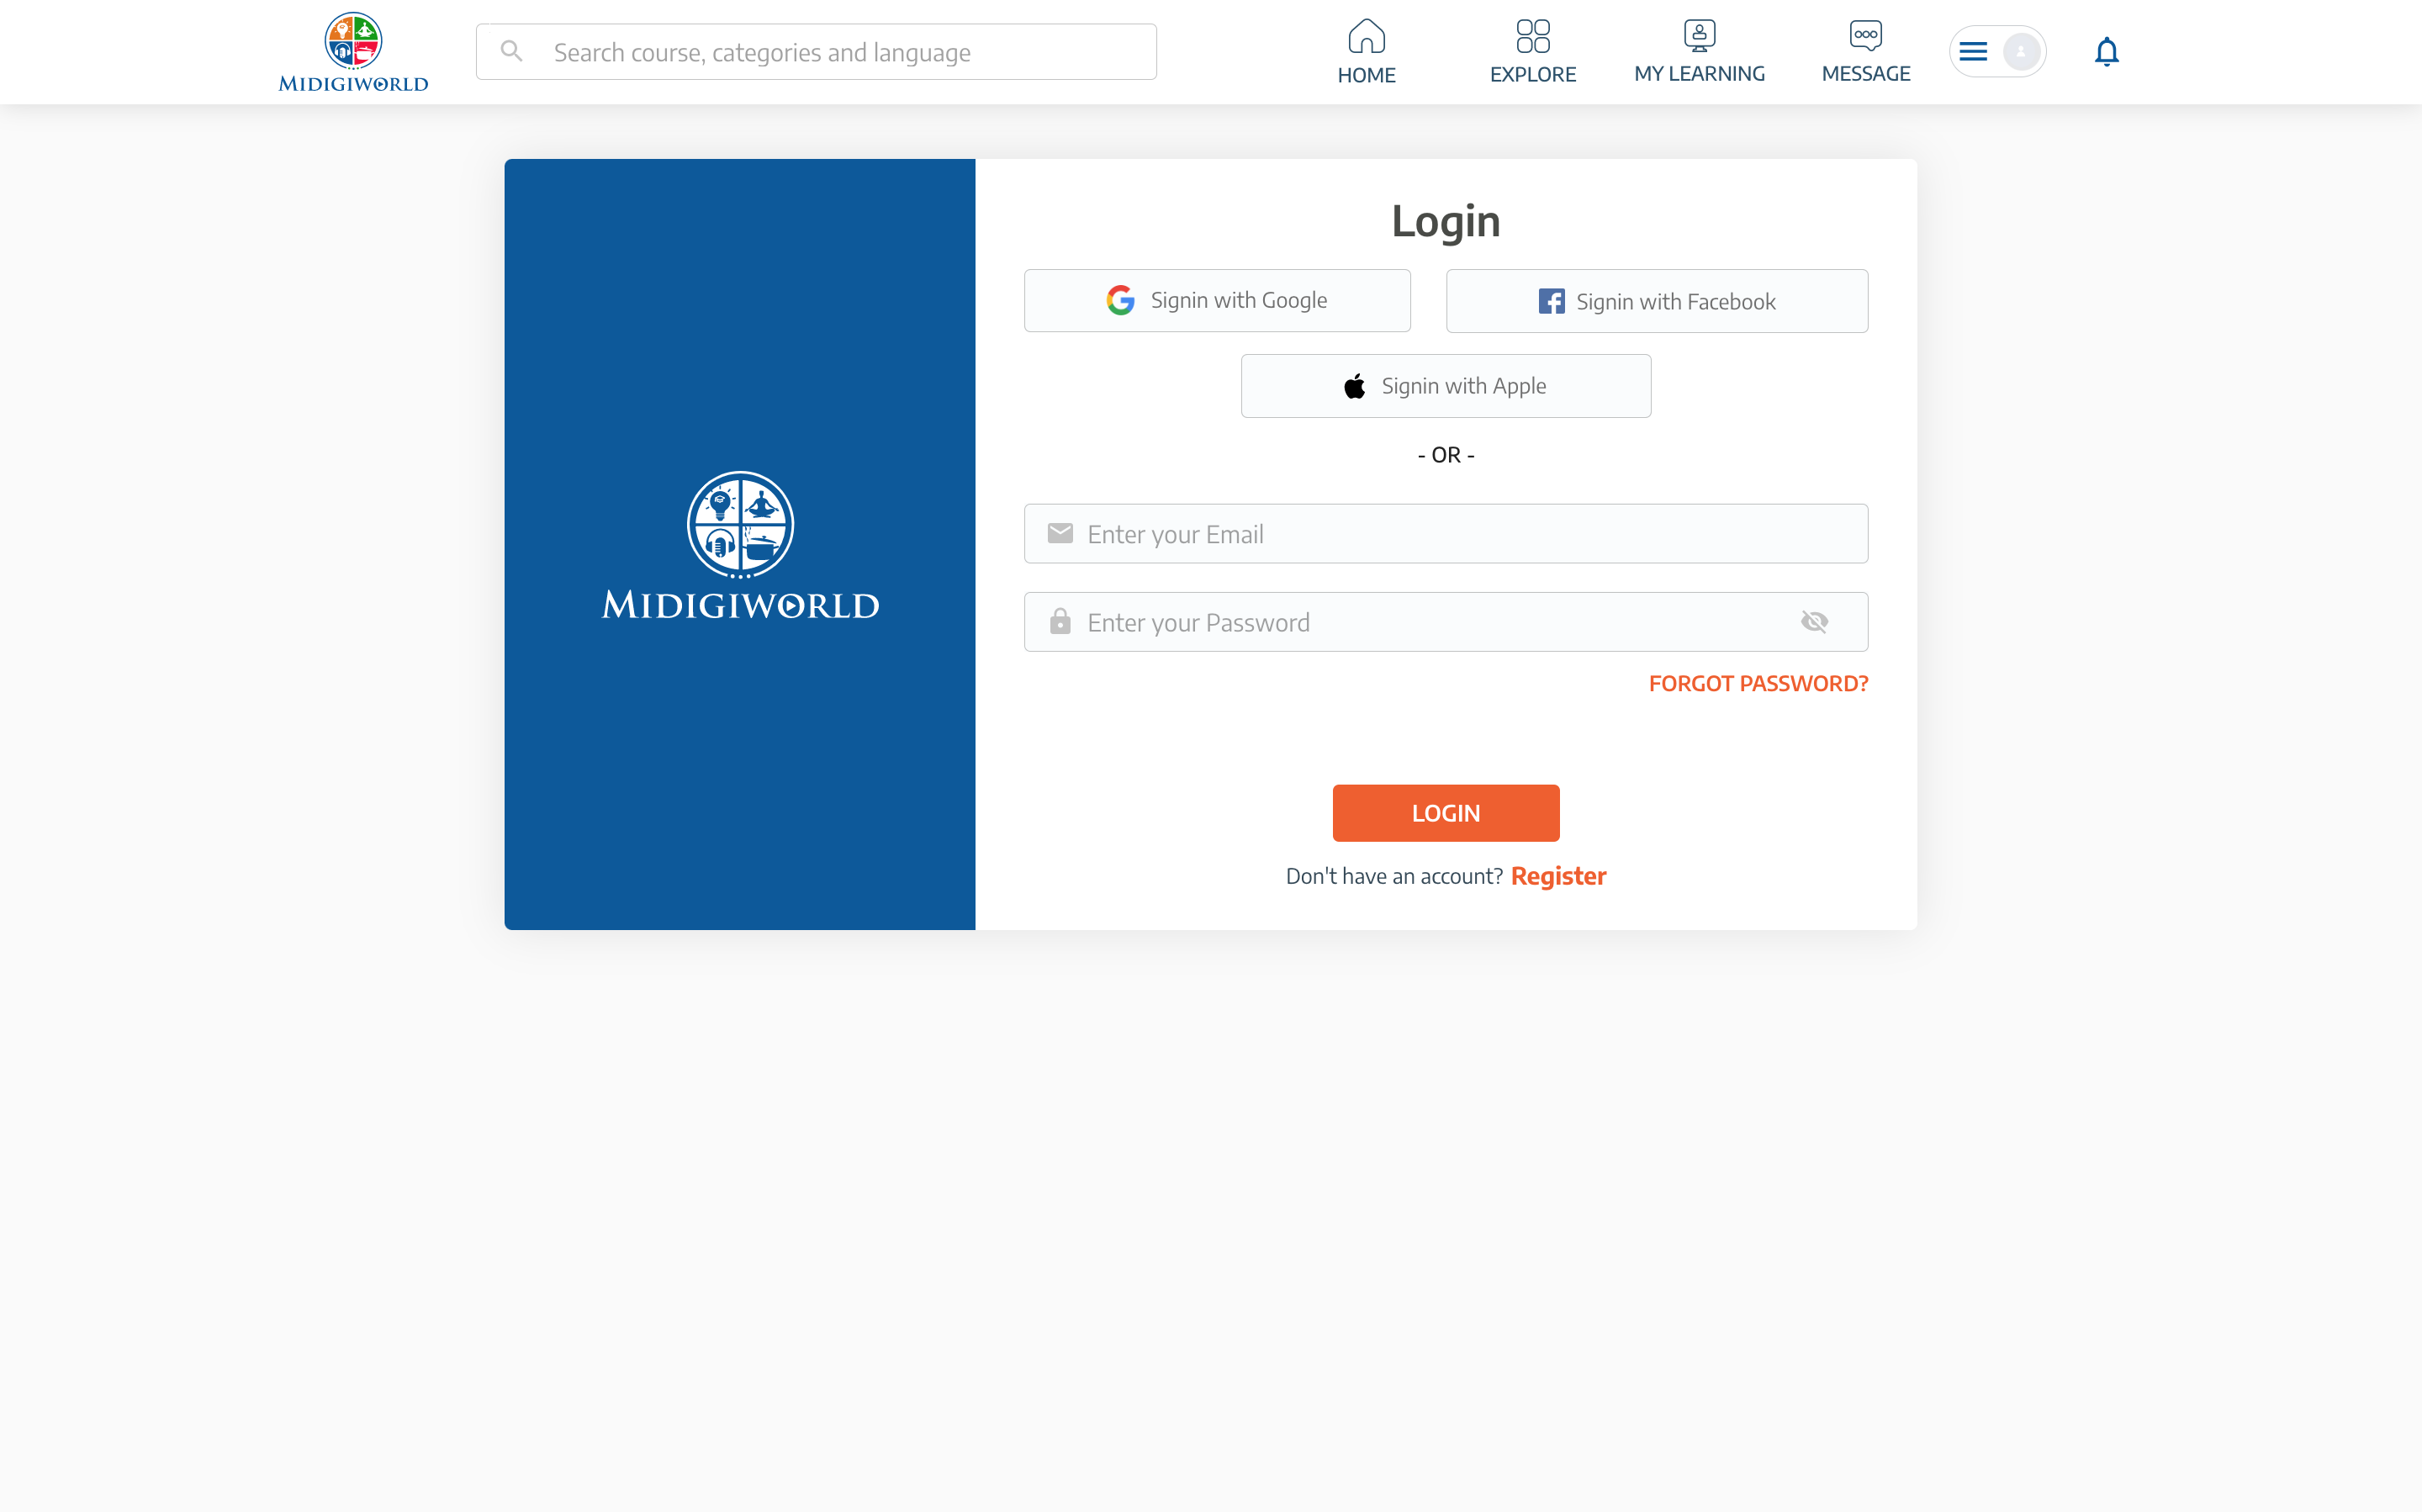 MIDIGIWORLD
Search course, categories and language
HOME
EXPLORE
MY LEARNING
MESSAGE
MIDIGIWORLD
Login
Signin with Google
Signin with Facebook
Signin with Apple
- OR -
Enter your Email
Enter your Password
FORGOT PASSWORD?
LOGIN
Don't have an account? Register